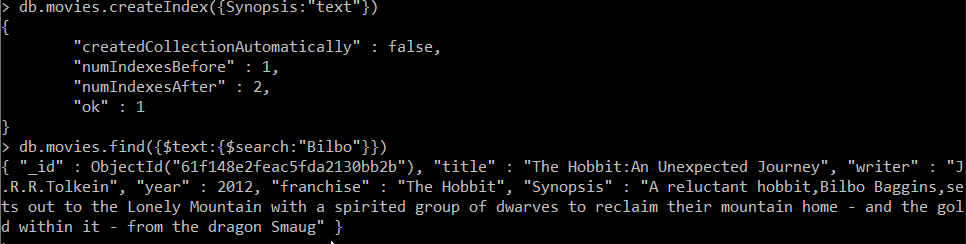 > db.movies.createIndex({Synopsis:"text"})
{
        "createdCollectionAutomatically" : false,
        "numIndexesBefore" : 1,
        "numIndexesAfter" : 2,
        "ok" : 1
}
> db.movies.find({$text:{$search:"Bilbo"}})
{ "_id" : ObjectId("61f148e2feac5fda2130bb2b"), "title" : "The Hobbit:An Unexpected Journey", "writer" : "J
.R.R.Tolkein", "year" : 2012, "franchise" : "The Hobbit", "Synopsis" : "A reluctant hobbit,Bilbo Baggins,se
ts out to the Lonely Mountain with a spirited group of dwarves to reclaim their mountain home - and the gol
d within it - from the dragon Smaug" }